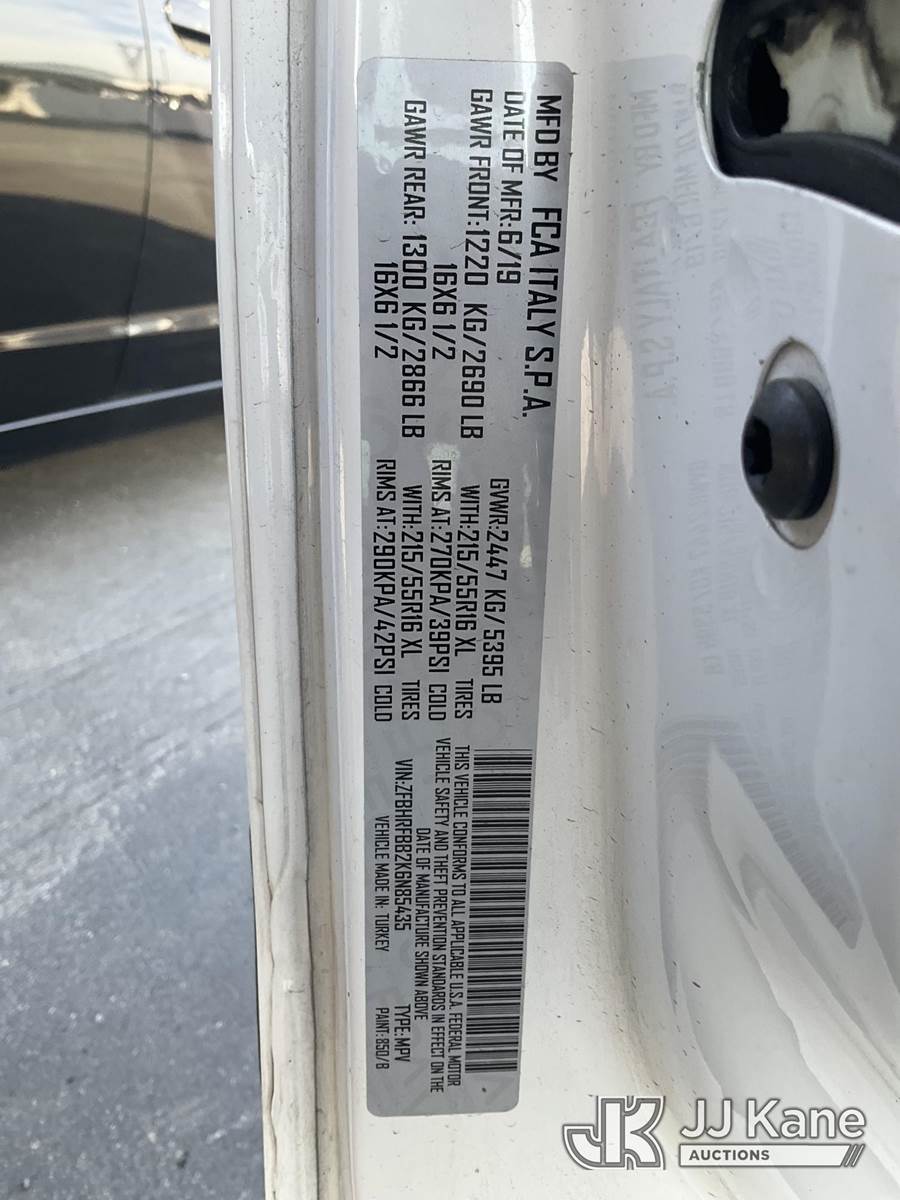 MFD BY FCA ITALY S.P.A.
DATE OF MFR:6/19 GVWR:2447 KG/5395 LB
GAWR FRONT:1220 KG/2690 LB WITH:215/55R16 XL TIRES
16X6 1/2 RIMS AT:270KPA/39PSI COLD
GAWR REAR: 1300 KG/2866 LB WITH:215/55R16 XL TIRES
16X6 1/2 RIMS AT:290KPA/42PSI COLD
THIS VEHICLE CONFORMS TO ALL APPLICABLE U.S.A. FEDERAL MOTOR
VEHICLE SAFETY AND THEFT PREVENTION STANDARDS IN EFFECT ON THE
DATE OF MANUFACTURE SHOWN ABOVE
VIN:ZFBHRFBB2K6N85435 TYPE:MPV
VEHICLE MADE IN: TURKEY PAINT:850/B
JK JJ Kane
AUCTIONS